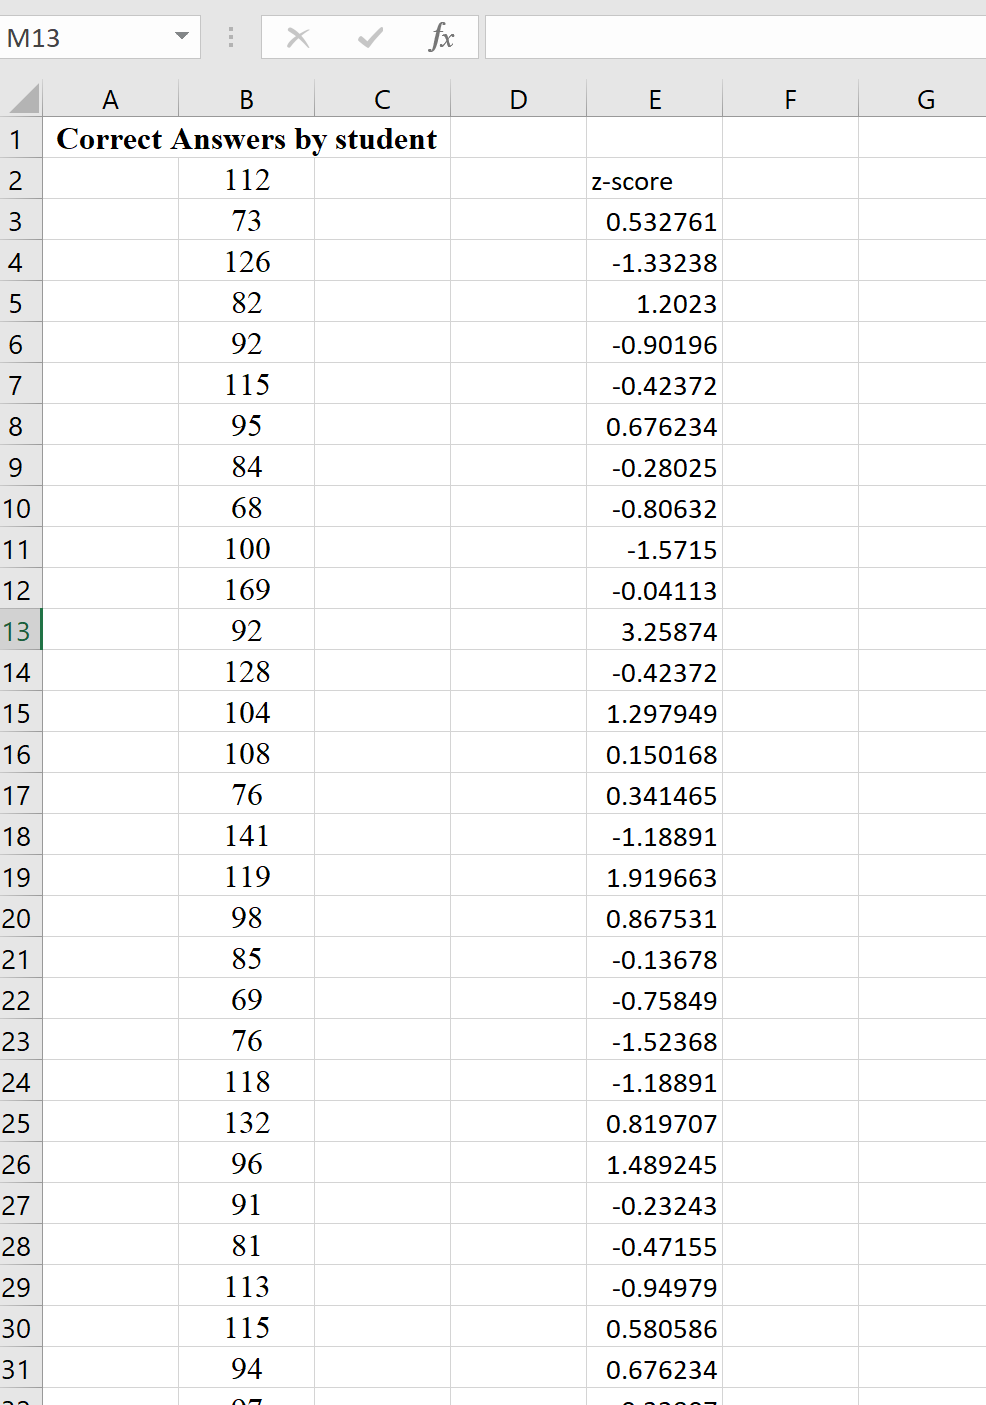 M13 fx
A B C D E F G
1 Correct Answers by student
2 112 z-score
3 73 0.532761
4 126 -1.33238
5 82 1.2023
6 92 -0.90196
7 115 -0.42372
8 95 0.676234
9 84 -0.28025
10 68 -0.80632
11 100 -1.5715
12 169 -0.04113
13 92 3.25874
14 128 -0.42372
15 104 1.297949
16 108 0.150168
17 76 0.341465
18 141 -1.18891
19 119 1.919663
20 98 0.867531
21 85 -0.13678
22 69 -0.75849
23 76 -1.52368
24 118 -1.18891
25 132 0.819707
26 96 1.489245
27 91 -0.23243
28 81 -0.47155
29 113 -0.94979
30 115 0.580586
31 94 0.676234